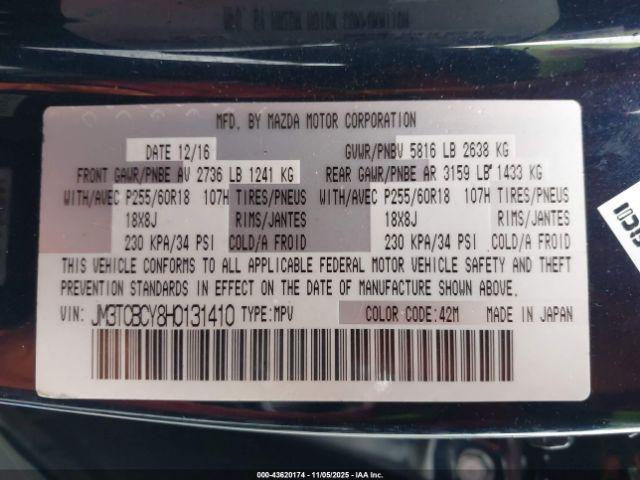 MFD. BY MAZDA MOTOR CORPORATION
DATE 12/16 GVWR/PNBV 5816 LB 2638 KG
FRONT GAWR/PNBE AV 2736 LB 1241 KG REAR GAWR/PNBE AR 3159 LB 1433 KG
WITH/AVEC P255/60R18 107H TIRES/PNEUS WITH/AVEC P255/60R18 107H TIRES/PNEUS
18X8J RIMS/JANTES 18X8J RIMS/JANTES
230 KPA/34 PSI COLD/A FROID 230 KPA/34 PSI COLD/A FROID
THIS VEHICLE CONFORMS TO ALL APPLICABLE FEDERAL MOTOR VEHICLE SAFETY AND THEFT
PREVENTION STANDARDS IN EFFECT ON THE DATE OF MANUFACTURE SHOWN ABOVE.
VIN: JM3TCBCY8H0131410 TYPE:MPV COLOR CODE:42M MADE IN JAPAN
000-43620174 - 11/05/2025 - IAA Inc.